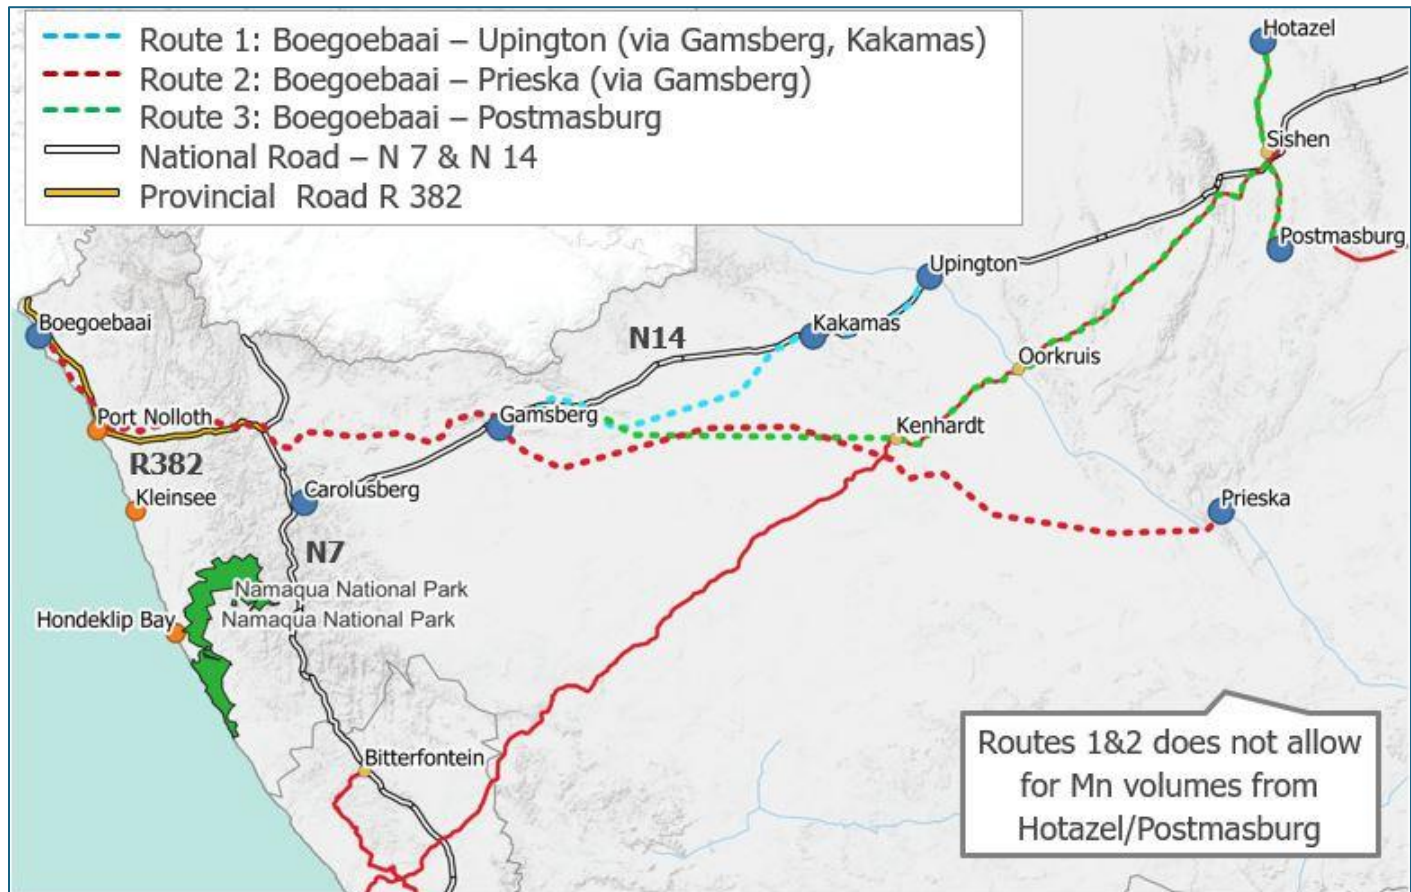 Route 1: Boegoebaai – Upington (via Gamsberg, Kakamas)
Route 2: Boegoebaai – Prieska (via Gamsberg)
Route 3: Boegoebaai – Postmasburg
National Road – N 7 & N 14
Provincial Road R 382
Hotazel
Sishen
Postmasburg
Upington
Boegoebaai
Kakamas
N14
Oorkruis
Port Nolloth
Gamsberg
Kenhardt
R382
Kleinsee
Carolusberg
Prieska
N7
Namaqua National Park
Hondeklip Bay
Namaqua National Park
Bitterfontein
Routes 1&2 does not allow
for Mn volumes from
Hotazel/Postmasburg